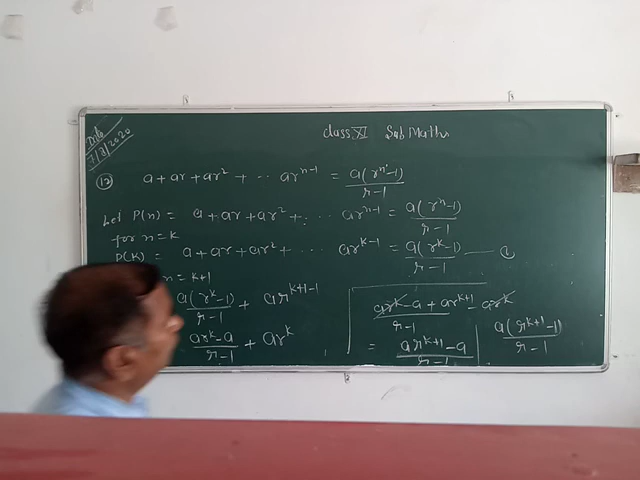 class XI Sub Maths
7/8/2020
(12) a + ar + ar² + ... ar^(n-1) = a(r^n - 1)/(r - 1)
Let P(n) = a + ar + ar² + ... ar^(n-1) = a(r^n - 1)/(r - 1)
for n = k
P(K) = a + ar + ar² + ... ar^(k-1) = a(r^k - 1)/(r - 1) — ①
n = k+1
a(r^k - 1)/(r - 1) + ar^(k+1-1)
ar^k - a/(r - 1) + ar^k
ar^k - a + ar^(k+1) - ar^k/(r - 1)
= ar^(k+1) - a/(r - 1)
a(r^(k+1) - 1)/(r - 1)